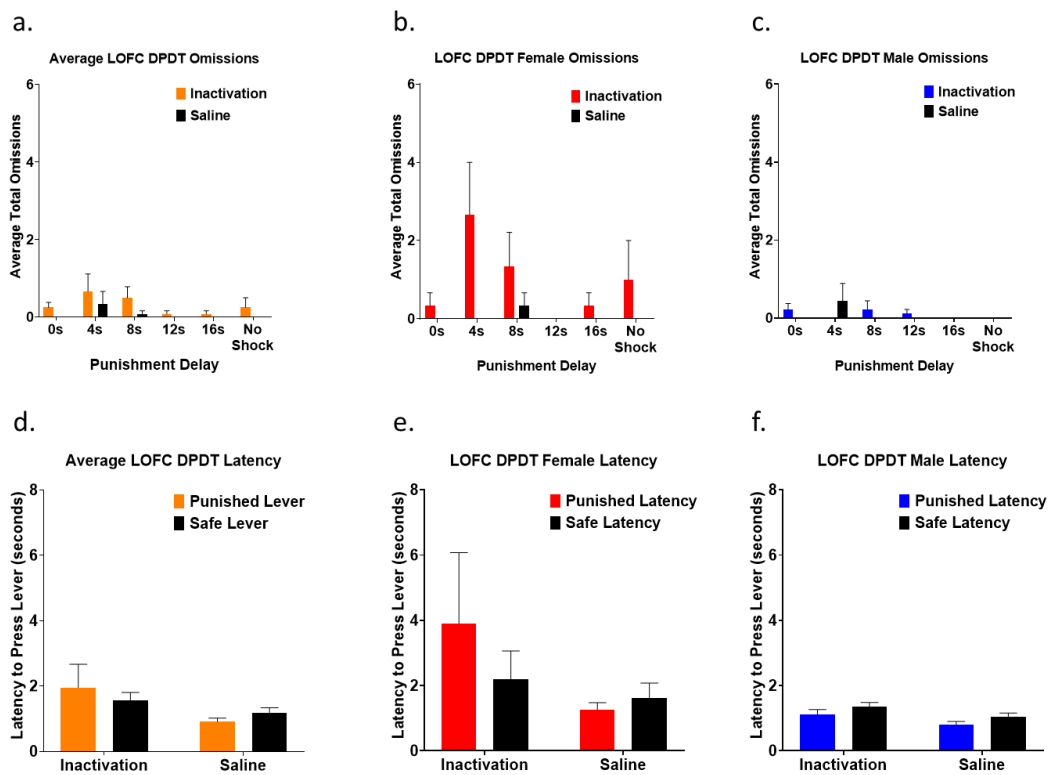 a.
Average LOFC DPDT Omissions
Inactivation
Saline
Average Total Omissions
6
4
2
0
0s 4s 8s 12s 16s No Shock
Punishment Delay
b.
LOFC DPDT Female Omissions
Inactivation
Saline
Average Total Omissions
6
4
2
0
0s 4s 8s 12s 16s No Shock
Punishment Delay
c.
LOFC DPDT Male Omissions
Inactivation
Saline
Average Total Omissions
6
4
2
0
0s 4s 8s 12s 16s No Shock
Punishment Delay
d.
Average LOFC DPDT Latency
Punished Lever
Safe Lever
Latency to Press Lever (seconds)
8
6
4
2
0
Inactivation Saline
e.
LOFC DPDT Female Latency
Punished Latency
Safe Latency
Latency to Press Lever (seconds)
8
6
4
2
0
Inactivation Saline
f.
LOFC DPDT Male Latency
Punished Latency
Safe Latency
Latency to Press Lever (seconds)
8
6
4
2
0
Inactivation Saline